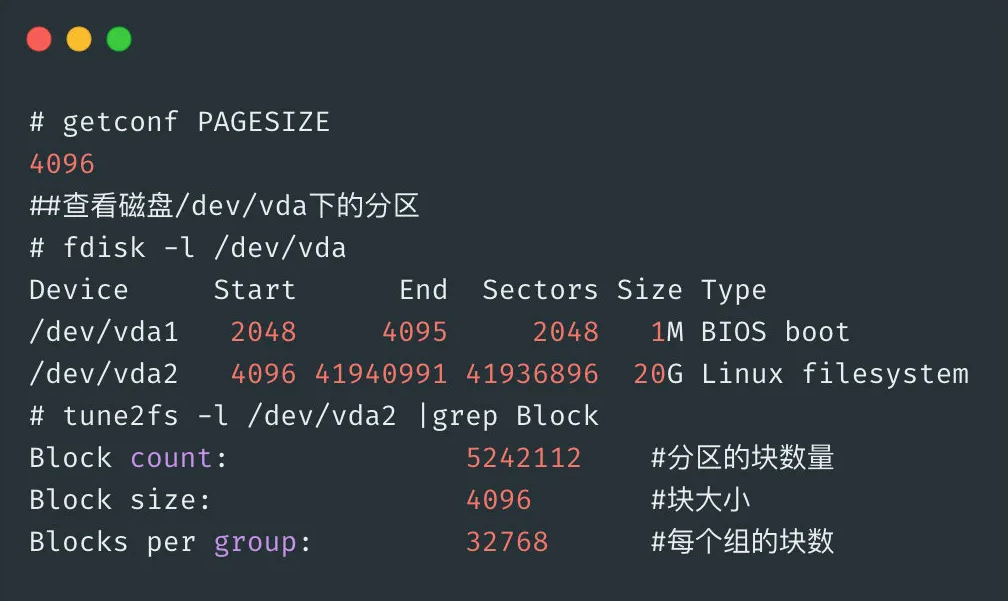 # getconf PAGESIZE
4096
##查看磁盘/dev/vda下的分区
# fdisk -l /dev/vda
Device     Start      End  Sectors Size Type
/dev/vda1   2048     4095     2048   1M BIOS boot
/dev/vda2   4096 41940991 41936896  20G Linux filesystem
# tune2fs -l /dev/vda2 |grep Block
Block count:              5242112    #分区的块数量
Block size:               4096       #块大小
Blocks per group:         32768      #每个组的块数